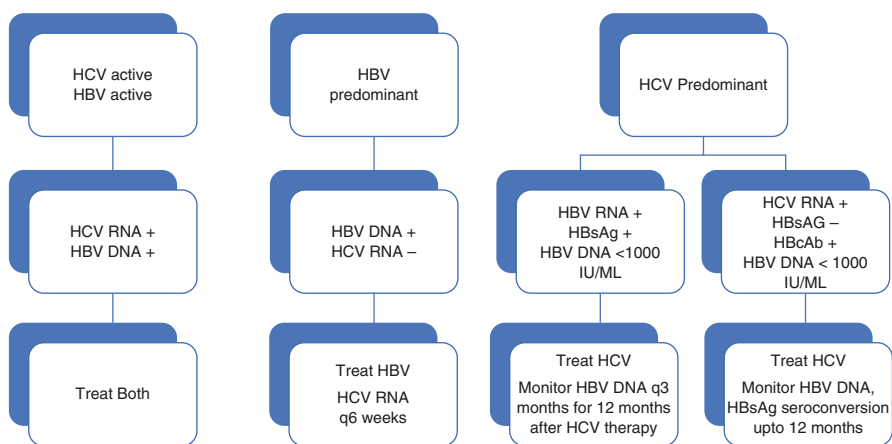 HCV active
HBV active
HBV
predominant
HCV Predominant
HCV RNA +
HBV DNA +
HBV DNA +
HCV RNA –
HBV RNA +
HBsAg +
HBV DNA <1000
IU/ML
HCV RNA +
HBsAG –
HBcAb +
HBV DNA < 1000
IU/ML
Treat Both
Treat HBV
HCV RNA
q6 weeks
Treat HCV
Monitor HBV DNA q3
months for 12 months
after HCV therapy
Treat HCV
Monitor HBV DNA,
HBsAg seroconversion
upto 12 months